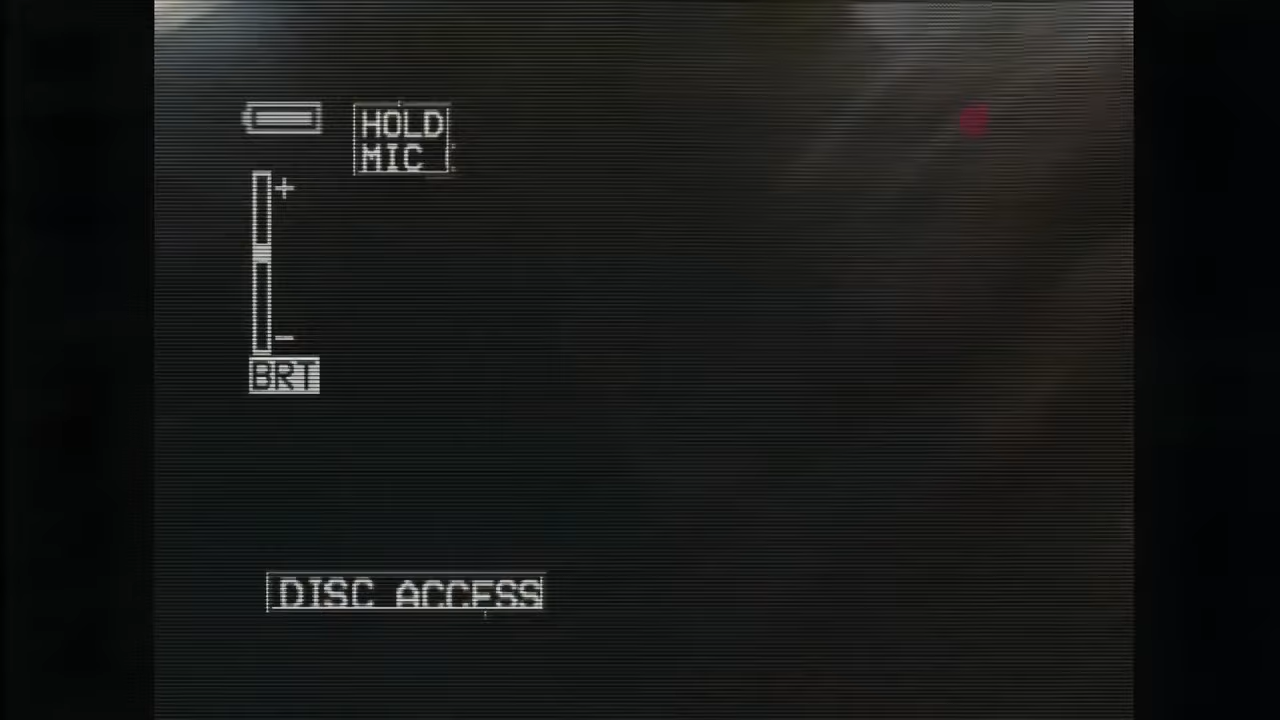 HOLD
MIC
+
-
BRT
DISC ACCESS